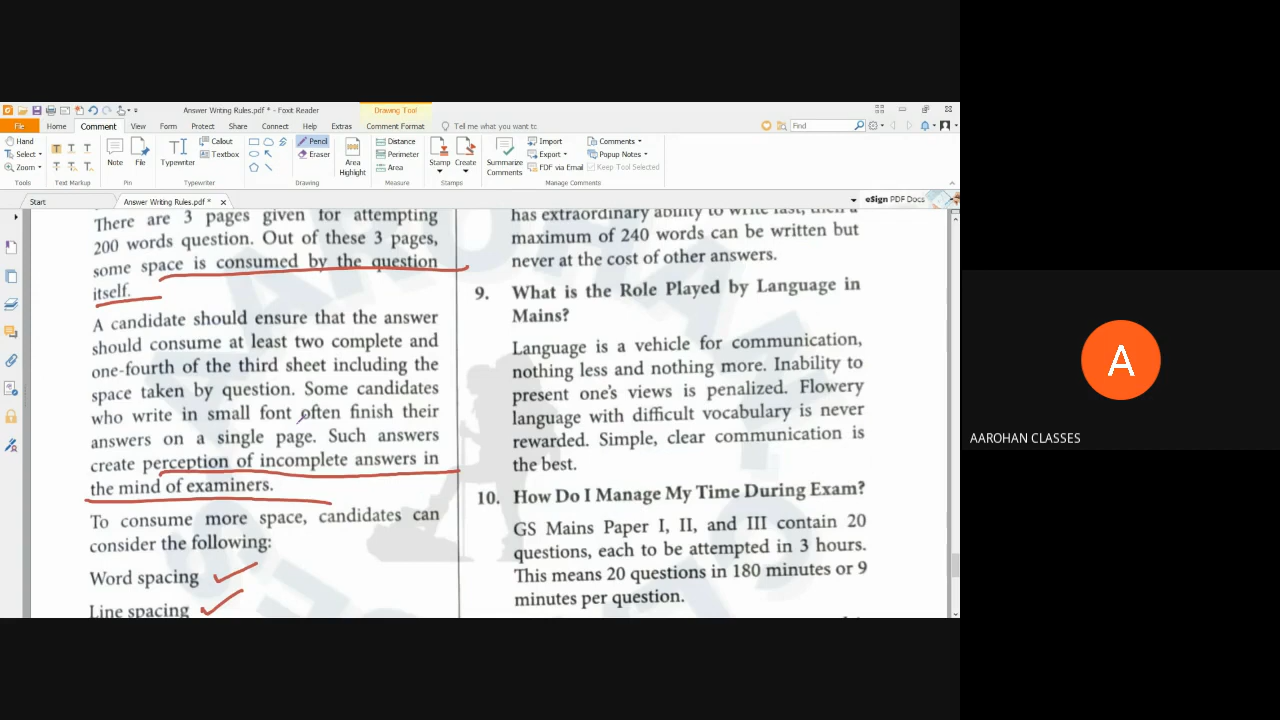 Answer Writing Rules.pdf * - Foxit Reader
Drawing Tool
File Home Comment View Form Protect Share Connect Help Extras Comment Format Tell me what you want tc
Find
Hand
Select
Zoom
Tools
Text Markup
Note
File
Pin
Typewriter
Callout
Textbox
Typewriter
Pencil
Eraser
Drawing
Area Highlight
Distance
Perimeter
Area
Measure
Stamp
Create
Stamps
Summarize Comments
Import
Export
FDF via Email
Comments
Popup Notes
Keep Tool Selected
Manage Comments
Start
Answer Writing Rules.pdf *
eSign PDF Docs
There are 3 pages given for attempting
200 words question. Out of these 3 pages,
some space is consumed by the question
itself.
A candidate should ensure that the answer
should consume at least two complete and
one-fourth of the third sheet including the
space taken by question. Some candidates
who write in small font often finish their
answers on a single page. Such answers
create perception of incomplete answers in
the mind of examiners.
To consume more space, candidates can
consider the following:
Word spacing
Line spacing
has extraordinary ability to write fast, then a
maximum of 240 words can be written but
never at the cost of other answers.
9. What is the Role Played by Language in
Mains?
Language is a vehicle for communication,
nothing less and nothing more. Inability to
present one's views is penalized. Flowery
language with difficult vocabulary is never
rewarded. Simple, clear communication is
the best.
10. How Do I Manage My Time During Exam?
GS Mains Paper I, II, and III contain 20
questions, each to be attempted in 3 hours.
This means 20 questions in 180 minutes or 9
minutes per question.
A
AAROHAN CLASSES